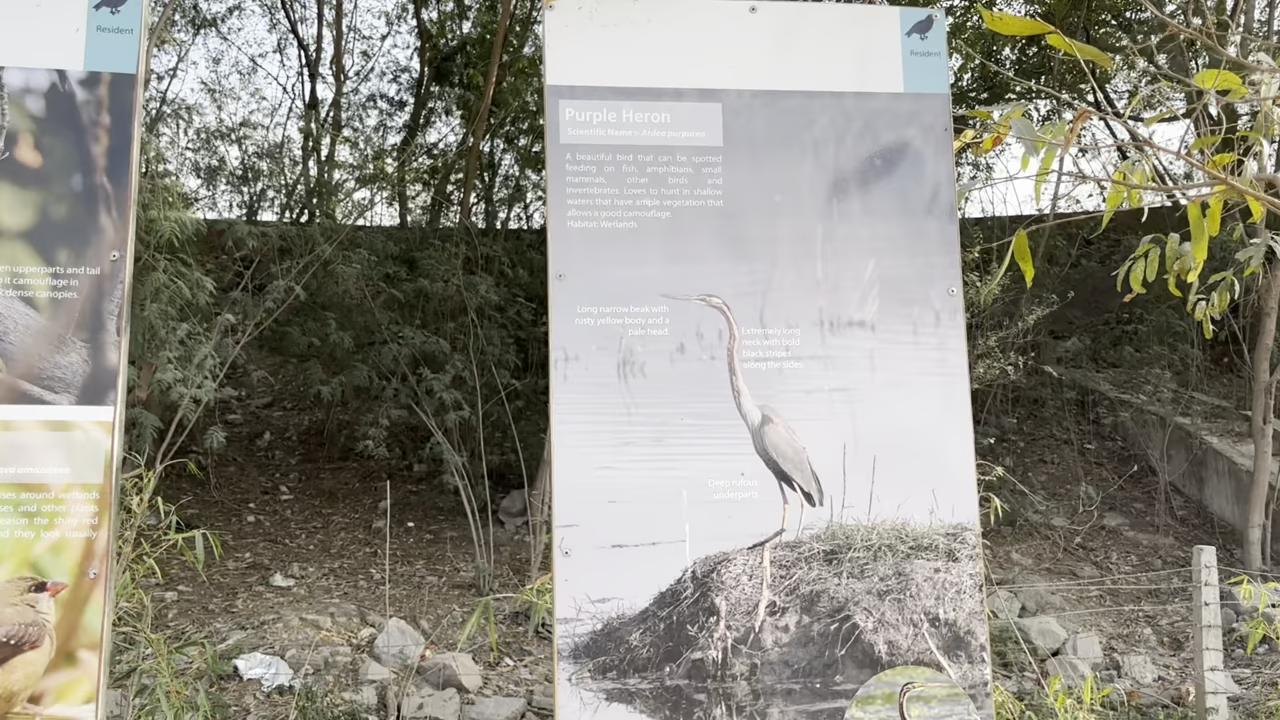 Resident
en upperparts and tail
it camouflage in
dense canopies.
ises around wetlands
ses and other plants
eason the shiny red
nd they look usually
Resident
Purple Heron
Scientific Name :- Ardea purpurea
A beautiful bird that can be spotted
feeding on fish, amphibians, small
mammals, other birds and
invertebrates. Loves to hunt in shallow
waters that have ample vegetation that
allows a good camouflage.
Habitat: Wetlands
Long narrow beak with
rusty yellow body and a
pale head.
Extremely long
neck with bold
black stripes
along the sides.
Deep rufous
underparts